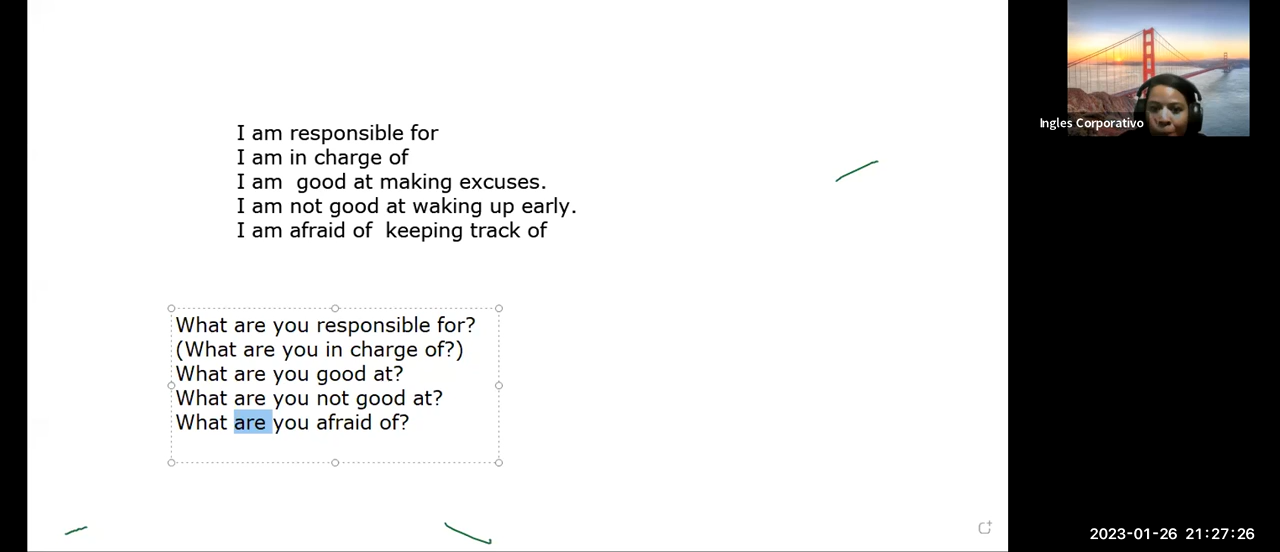 I am responsible for
I am in charge of
I am  good at making excuses.
I am not good at waking up early.
I am afraid of  keeping track of
What are you responsible for?
(What are you in charge of?)
What are you good at?
What are you not good at?
What are you afraid of?
Ingles Corporativo
2023-01-26 21:27:26